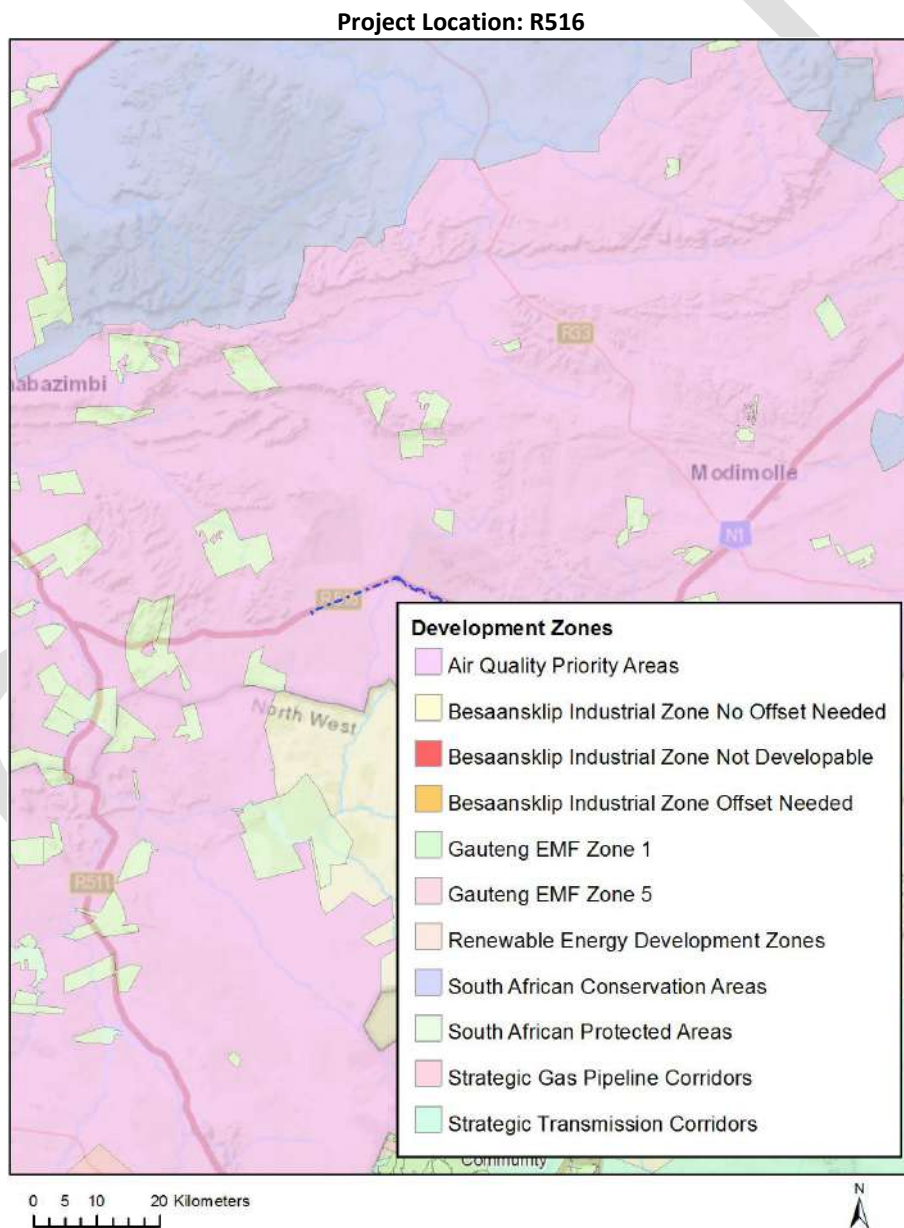 Project Location: R516
abazimbi
R33
Modimolle
N1
North West
R511
Development Zones
Air Quality Priority Areas
Besaansklip Industrial Zone No Offset Needed
Besaansklip Industrial Zone Not Developable
Besaansklip Industrial Zone Offset Needed
Gauteng EMF Zone 1
Gauteng EMF Zone 5
Renewable Energy Development Zones
South African Conservation Areas
South African Protected Areas
Strategic Gas Pipeline Corridors
Strategic Transmission Corridors
Community
0 5 10 20 Kilometers
N